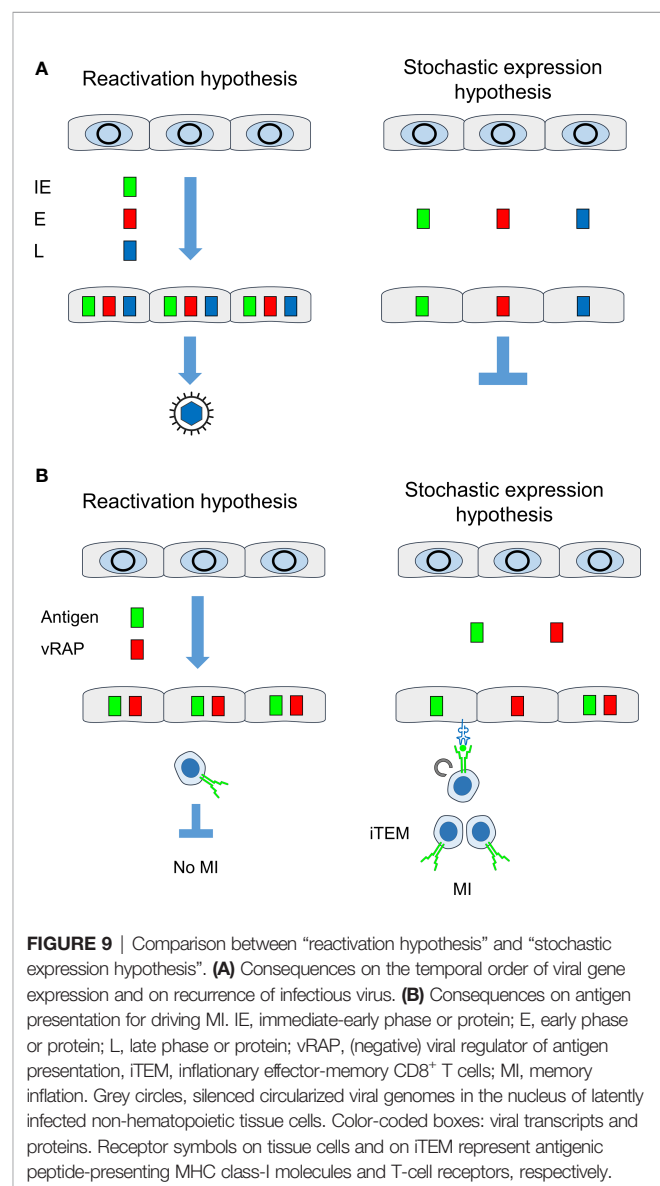 A
Reactivation hypothesis
Stochastic expression
hypothesis
IE
E
L
B
Reactivation hypothesis
Stochastic expression
hypothesis
Antigen
vRAP
iTEM
No MI
MI
FIGURE 9 | Comparison between “reactivation hypothesis” and “stochastic
expression hypothesis”. (A) Consequences on the temporal order of viral gene
expression and on recurrence of infectious virus. (B) Consequences on antigen
presentation for driving MI. IE, immediate-early phase or protein; E, early phase
or protein; L, late phase or protein; vRAP, (negative) viral regulator of antigen
presentation, iTEM, inflationary effector-memory CD8+ T cells; MI, memory
inflation. Grey circles, silenced circularized viral genomes in the nucleus of latently
infected non-hematopoietic tissue cells. Color-coded boxes: viral transcripts and
proteins. Receptor symbols on tissue cells and on iTEM represent antigenic
peptide-presenting MHC class-I molecules and T-cell receptors, respectively.